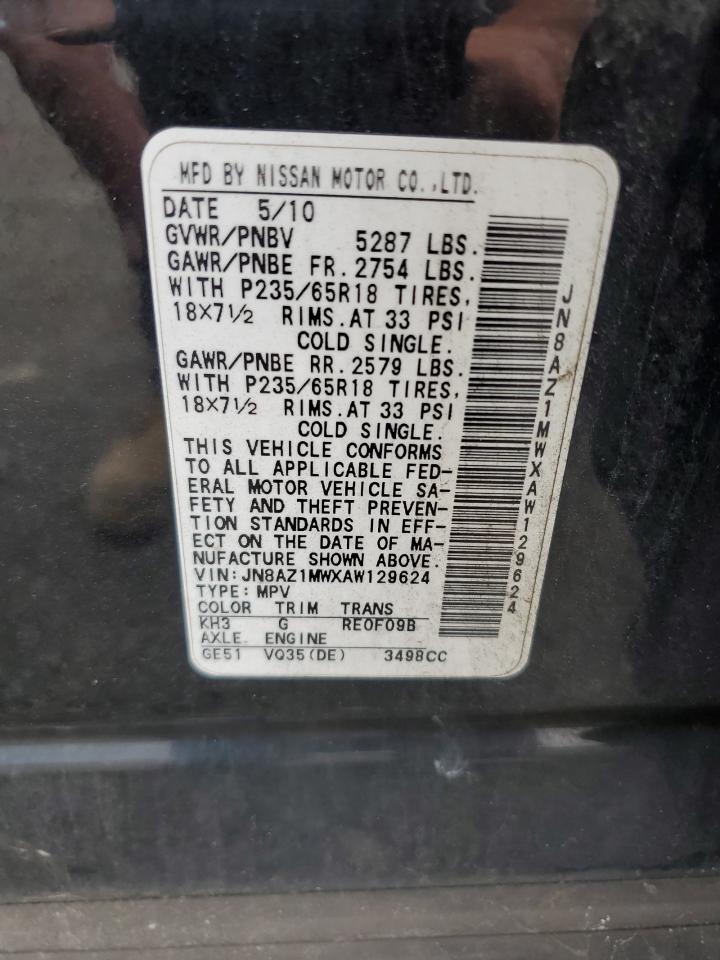 MFD BY NISSAN MOTOR CO.,LTD.
DATE 5/10
GVWR/PNBV 5287 LBS.
GAWR/PNBE FR. 2754 LBS.
WITH P235/65R18 TIRES,
18X7½ RIMS. AT 33 PSI
COLD SINGLE.
GAWR/PNBE RR. 2579 LBS.
WITH P235/65R18 TIRES,
18X7½ RIMS. AT 33 PSI
COLD SINGLE.
THIS VEHICLE CONFORMS
TO ALL APPLICABLE FED-
ERAL MOTOR VEHICLE SA-
FETY AND THEFT PREVEN-
TION STANDARDS IN EFF-
ECT ON THE DATE OF MA-
NUFACTURE SHOWN ABOVE.
VIN:JN8AZ1MWXAW129624
TYPE:MPV
COLOR TRIM TRANS
KH3 G RE0F09B
AXLE ENGINE
GE51 VQ35(DE) 3498CC
JN8AZ1MWXAW129624